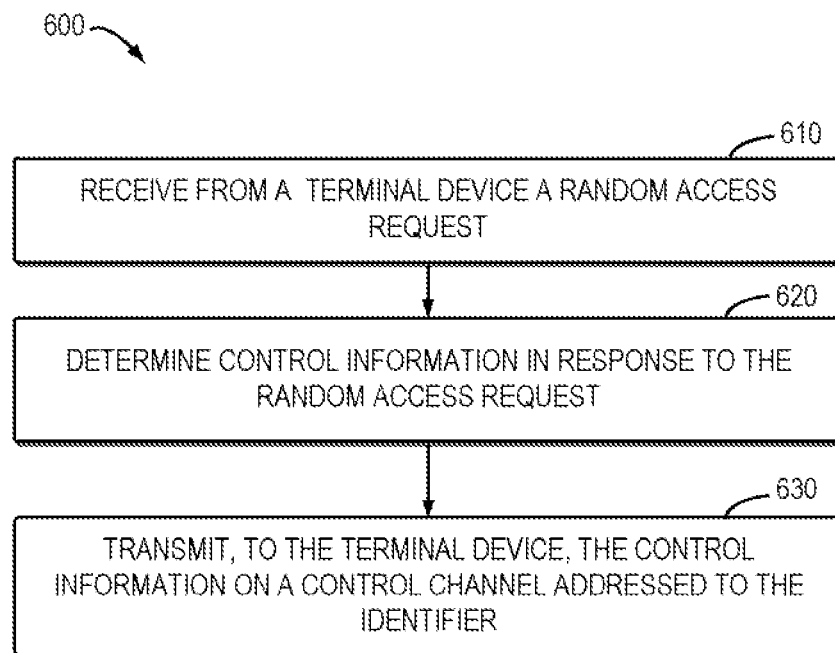 600
610
RECEIVE FROM A TERMINAL DEVICE A RANDOM ACCESS
REQUEST
620
DETERMINE CONTROL INFORMATION IN RESPONSE TO THE
RANDOM ACCESS REQUEST
630
TRANSMIT, TO THE TERMINAL DEVICE, THE CONTROL
INFORMATION ON A CONTROL CHANNEL ADDRESSED TO THE
IDENTIFIER